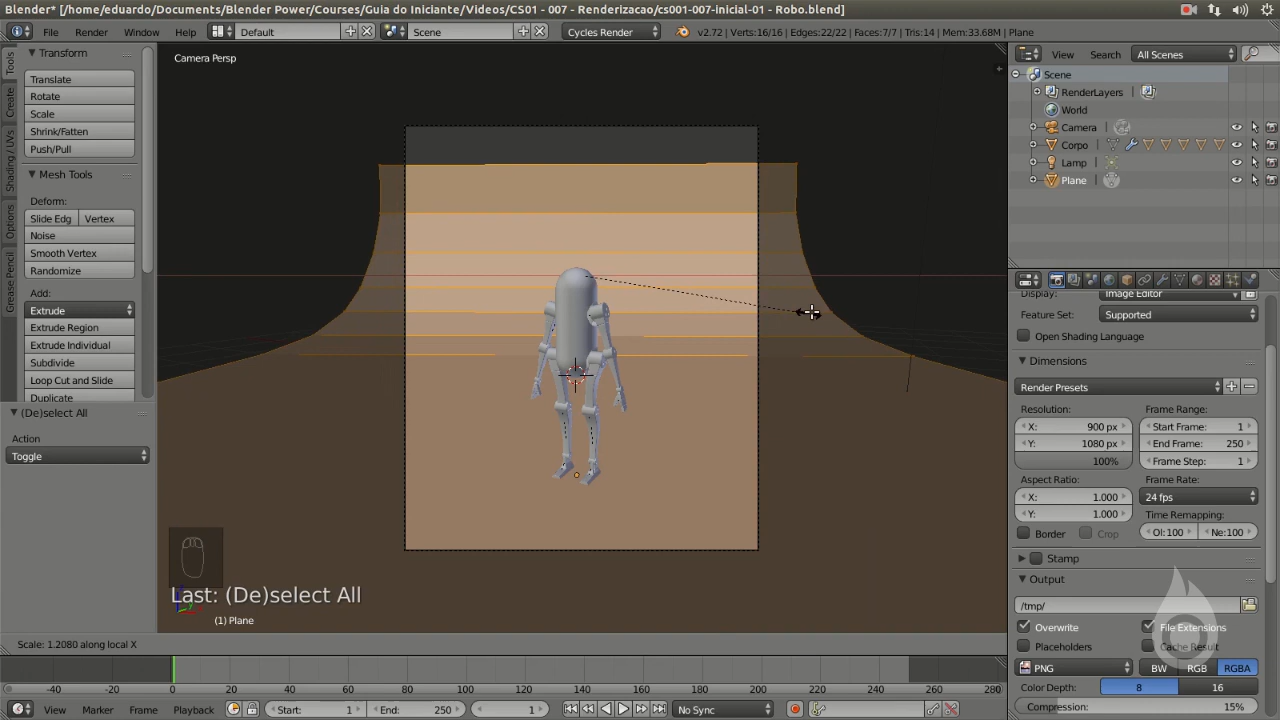 Blender* [/home/eduardo/Documents/Blender Power/Courses/Guia do Iniciante/Videos/CS01 - 007 - Renderizacao/cs001-007-inicial-01 - Robo.blend]
File Render Window Help Default Scene Cycles Render v2.72 | Verts:16/16 | Edges:22/22 | Faces:7/7 | Tris:14 | Mem:33.68M | Plane
View Search All Scenes
Tools
Create
Shading / UVs
Options
Grease Pencil
Transform
Translate
Rotate
Scale
Shrink/Fatten
Push/Pull
Mesh Tools
Deform:
Slide Edg Vertex
Noise
Smooth Vertex
Randomize
Add:
Extrude
Extrude Region
Extrude Individual
Subdivide
Loop Cut and Slide
Duplicate
(De)select All
Action
Toggle
Camera Persp
Last: (De)select All
(1) Plane
Scale: 1.2080 along local X
Scene
RenderLayers
World
Camera
Corpo
Lamp
Plane
Display: Image Editor
Feature Set: Supported
Open Shading Language
Dimensions
Render Presets
Resolution: Frame Range:
X: 900 px Start Frame: 1
Y: 1080 px End Frame: 250
100% Frame Step: 1
Aspect Ratio: Frame Rate:
X: 1.000 24 fps
Y: 1.000 Time Remapping:
Border Crop Ol:100 Ne:100
Stamp
Output
/tmp/
Overwrite File Extensions
Placeholders Cache Result
PNG BW RGB RGBA
Color Depth: 8 16
Compression: 15%
-40 -20 0 20 40 60 80 100 120 140 160 180 200 220 240 260 280
View Marker Frame Playback Start: 1 End: 250 1 No Sync